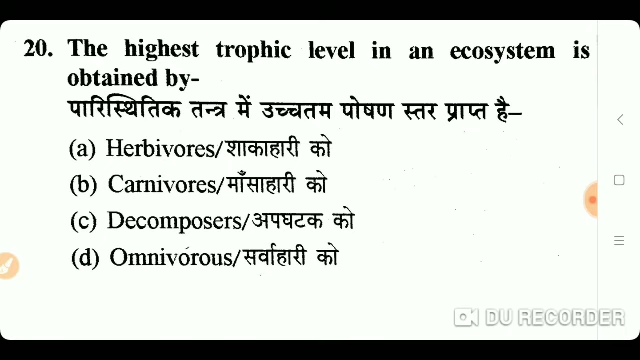 20. The highest trophic level in an ecosystem is
obtained by-
पारिस्थितिक तन्त्र में उच्चतम पोषण स्तर प्राप्त है–
(a) Herbivores/शाकाहारी को
(b) Carnivores/माँसाहारी को
(c) Decomposers/अपघटक को
(d) Omnivorous/सर्वाहारी को
DU RECORDER